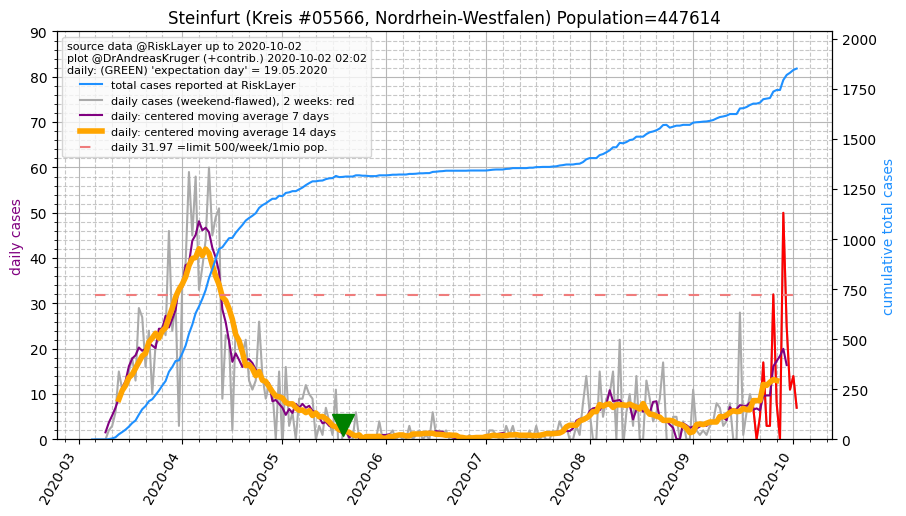 Steinfurt (Kreis #05566, Nordrhein-Westfalen) Population=447614
source data @RiskLayer up to 2020-10-02
plot @DrAndreasKruger (+contrib.) 2020-10-02 02:02
daily: (GREEN) 'expectation day' = 19.05.2020
total cases reported at RiskLayer
daily cases (weekend-flawed), 2 weeks: red
daily: centered moving average 7 days
daily: centered moving average 14 days
daily 31.97 =limit 500/week/1mio pop.
daily cases
90
80
70
60
50
40
30
20
10
0
cumulative total cases
2000
1750
1500
1250
1000
750
500
250
0
2020-03
2020-04
2020-05
2020-06
2020-07
2020-08
2020-09
2020-10